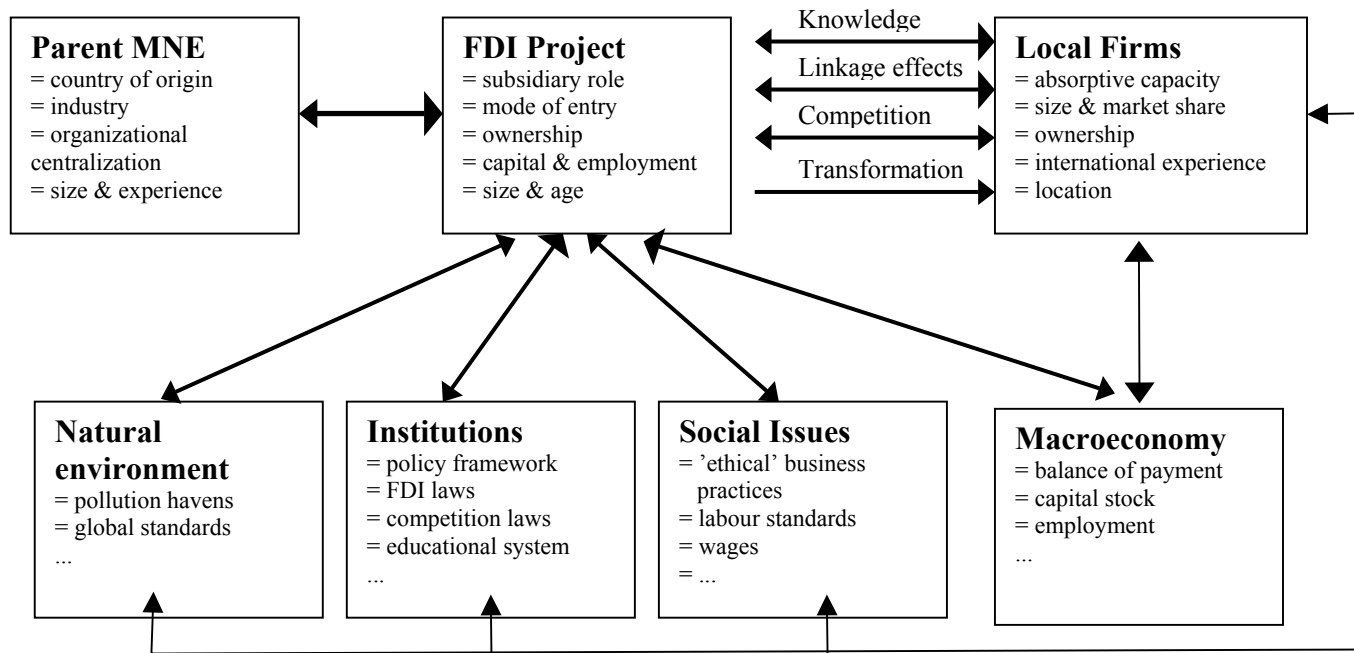 Parent MNE
= country of origin
= industry
= organizational
centralization
= size & experience
FDI Project
= subsidiary role
= mode of entry
= ownership
= capital & employment
= size & age
Knowledge
Linkage effects
Competition
Transformation
Local Firms
= absorptive capacity
= size & market share
= ownership
= international experience
= location
Natural
environment
= pollution havens
= global standards
...
Institutions
= policy framework
= FDI laws
= competition laws
= educational system
...
Social Issues
= ’ethical’ business
practices
= labour standards
= wages
= ...
Macroeconomy
= balance of payment
= capital stock
= employment
...